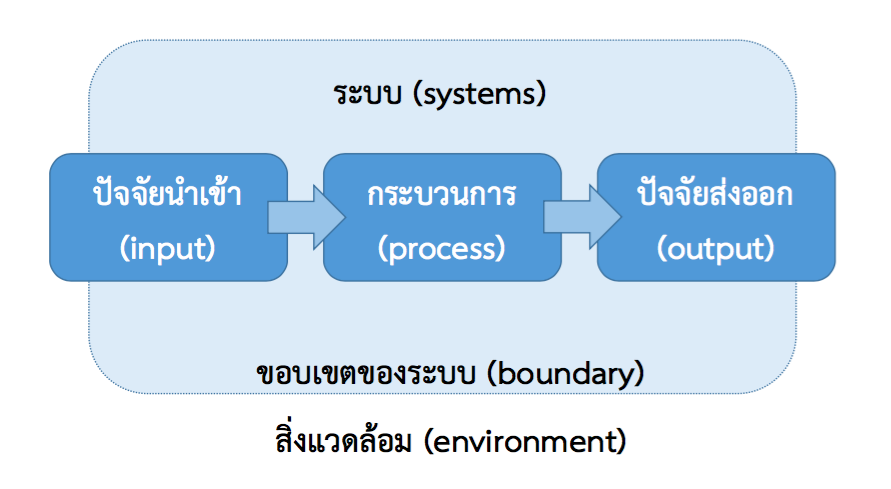 ระบบ (systems)
ปัจจัยนำเข้า
(input)
กระบวนการ
(process)
ปัจจัยส่งออก
(output)
ขอบเขตของระบบ (boundary)
สิ่งแวดล้อม (environment)